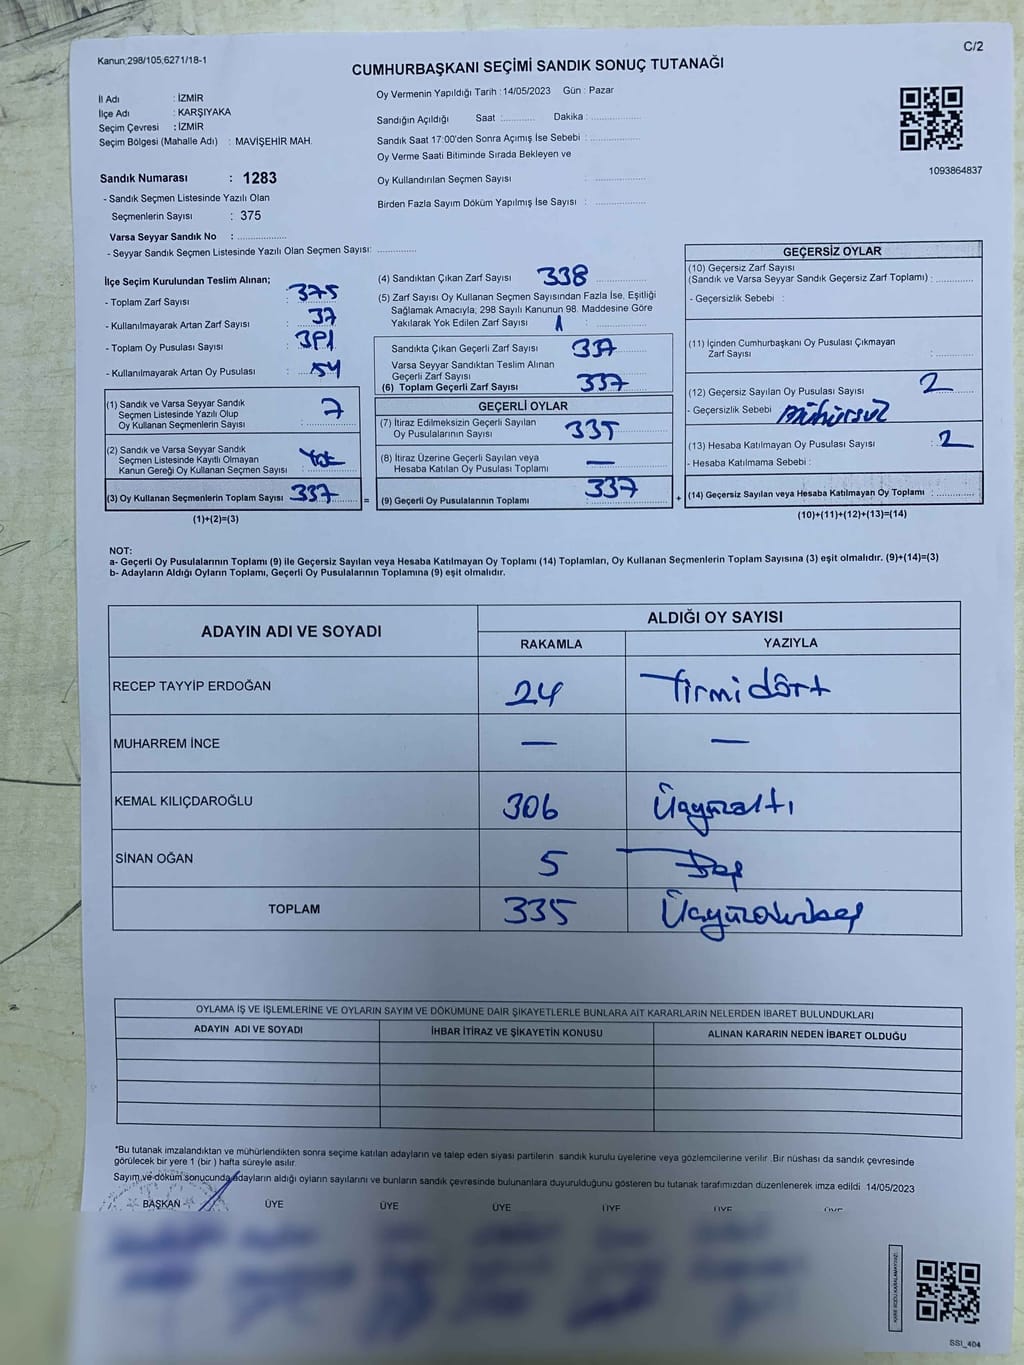 Kanun;298/105;6271/18-1
C/2
CUMHURBAŞKANI SEÇİMİ SANDIK SONUÇ TUTANAĞI
İl Adı : İZMİR
İlçe Adı : KARŞIYAKA
Seçim Çevresi : İZMİR
Seçim Bölgesi (Mahalle Adı) : MAVİŞEHİR MAH.
Oy Vermenin Yapıldığı Tarih : 14/05/2023 Gün : Pazar
Sandığın Açıldığı Saat :........... Dakika :................
Sandık Saat 17:00'den Sonra Açımış İse Sebebi :................
Oy Verme Saati Bitiminde Sırada Bekleyen ve
Oy Kullandırılan Seçmen Sayısı :................
Birden Fazla Sayım Döküm Yapılmış İse Sayısı :................
1093864837
Sandık Numarası : 1283
- Sandık Seçmen Listesinde Yazılı Olan
Seçmenlerin Sayısı : 375
Varsa Seyyar Sandık No :................
- Seyyar Sandık Seçmen Listesinde Yazılı Olan Seçmen Sayısı: ............
İlçe Seçim Kurulundan Teslim Alınan;
- Toplam Zarf Sayısı : 375
- Kullanılmayarak Artan Zarf Sayısı : 37
- Toplam Oy Pusulası Sayısı : 391
- Kullanılmayarak Artan Oy Pusulası : 54
(1) Sandık ve Varsa Seyyar Sandık
Seçmen Listesinde Yazılı Olup
Oy Kullanan Seçmenlerin Sayısı : 7
(2) Sandık ve Varsa Seyyar Sandık
Seçmen Listesinde Kayıtlı Olmayan
Kanun Gereği Oy Kullanan Seçmen Sayısı : Yok
(3) Oy Kullanan Seçmenlerin Toplam Sayısı : 337 =
(1)+(2)=(3)
(4) Sandıktan Çıkan Zarf Sayısı : 338
(5) Zarf Sayısı Oy Kullanan Seçmen Sayısından Fazla İse, Eşitliği
Sağlamak Amacıyla; 298 Sayılı Kanunun 98. Maddesine Göre
Yakılarak Yok Edilen Zarf Sayısı : 1
Sandıkta Çıkan Geçerli Zarf Sayısı : 337
Varsa Seyyar Sandıktan Teslim Alınan
Geçerli Zarf Sayısı
(6) Toplam Geçerli Zarf Sayısı : 337
GEÇERLİ OYLAR
(7) İtiraz Edilmeksizin Geçerli Sayılan
Oy Pusulalarının Sayısı : 335
(8) İtiraz Üzerine Geçerli Sayılan veya
Hesaba Katılan Oy Pusulası Toplamı : —
(9) Geçerli Oy Pusulalarının Toplamı : 337 +
GEÇERSİZ OYLAR
(10) Geçersiz Zarf Sayısı
(Sandık ve Varsa Seyyar Sandık Geçersiz Zarf Toplamı) :............
- Geçersizlik Sebebi :
(11) İçinden Cumhurbaşkanı Oy Pusulası Çıkmayan
Zarf Sayısı :............
(12) Geçersiz Sayılan Oy Pusulası Sayısı : 2
- Geçersizlik Sebebi : Mühürsüz
(13) Hesaba Katılmayan Oy Pusulası Sayısı : 2
- Hesaba Katılmama Sebebi :
(14) Geçersiz Sayılan veya Hesaba Katılmayan Oy Toplamı :............
(10)+(11)+(12)+(13)=(14)
NOT:
a- Geçerli Oy Pusulalarının Toplamı (9) ile Geçersiz Sayılan veya Hesaba Katılmayan Oy Toplamı (14) Toplamları, Oy Kullanan Seçmenlerin Toplam Sayısına (3) eşit olmalıdır. (9)+(14)=(3)
b- Adayların Aldığı Oyların Toplamı, Geçerli Oy Pusulalarının Toplamına (9) eşit olmalıdır.
ADAYIN ADI VE SOYADI
ALDIĞI OY SAYISI
RAKAMLA YAZIYLA
RECEP TAYYİP ERDOĞAN 24 Yirmidört
MUHARREM İNCE — —
KEMAL KILIÇDAROĞLU 306 Üçyüzaltı
SİNAN OĞAN 5 Beş
TOPLAM 335 Üçyüzotuzbeş
OYLAMA İŞ VE İŞLEMLERİNE VE OYLARIN SAYIM VE DÖKÜMÜNE DAİR ŞİKAYETLERLE BUNLARA AİT KARARLARIN NELERDEN İBARET BULUNDUKLARI
ADAYIN ADI VE SOYADI İHBAR İTİRAZ VE ŞİKAYETİN KONUSU ALINAN KARARIN NEDEN İBARET OLDUĞU
*Bu tutanak imzalandıktan ve mühürlendikten sonra seçime katılan adayların ve talep eden siyasi partilerin sandık kurulu üyelerine veya gözlemcilerine verilir .Bir nüshası da sandık çevresinde
görülecek bir yere 1 (bir ) hafta süreyle asılır.
Sayım ve döküm sonucunda adayların aldığı oyların sayılarını ve bunların sandık çevresinde bulunanlara duyurulduğunu gösteren bu tutanak tarafımızdan düzenlenerek imza edildi. 14/05/2023
BAŞKAN ÜYE ÜYE ÜYE ÜYE ÜYE ÜYE
SSI_404